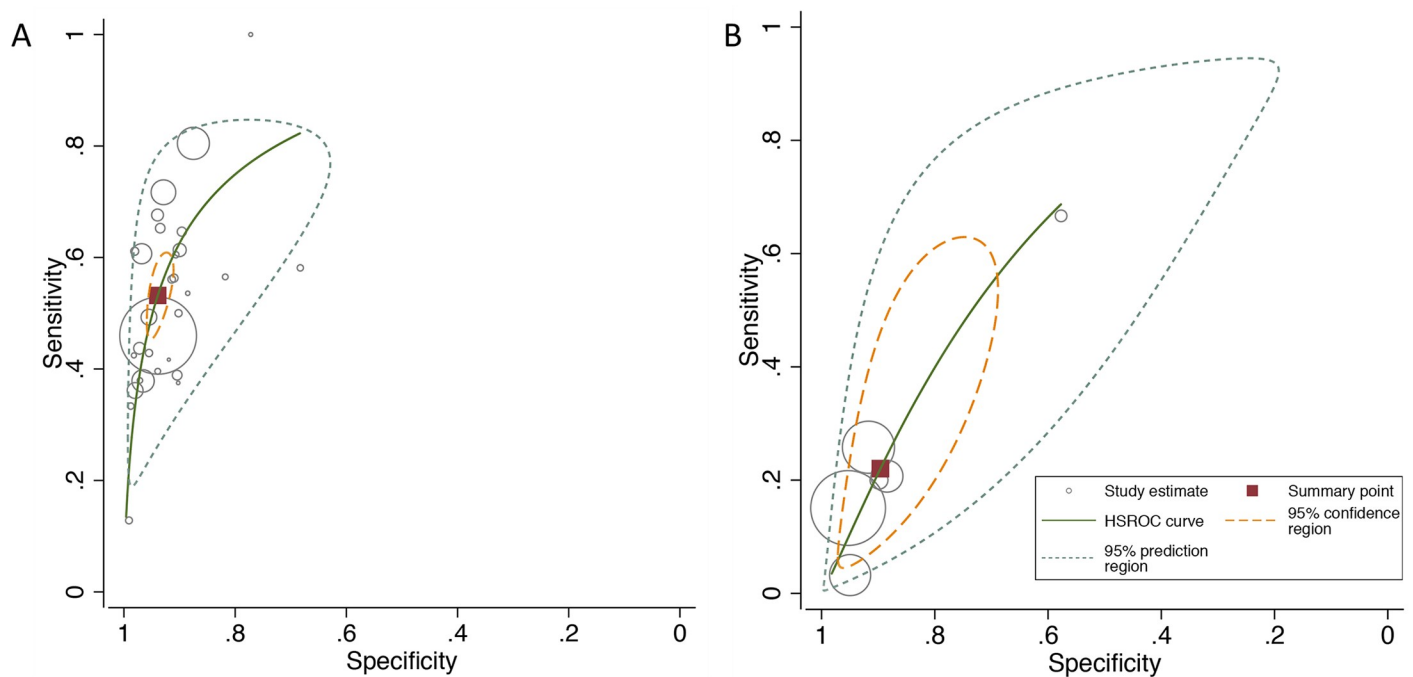 A
Sensitivity
1
.8
.6
.4
.2
0
1 .8 .6 .4 .2 0
Specificity
B
Sensitivity
1
.8
.6
.4
.2
0
1 .8 .6 .4 .2 0
Specificity
Study estimate Summary point
HSROC curve 95% confidence
region
95% prediction
region